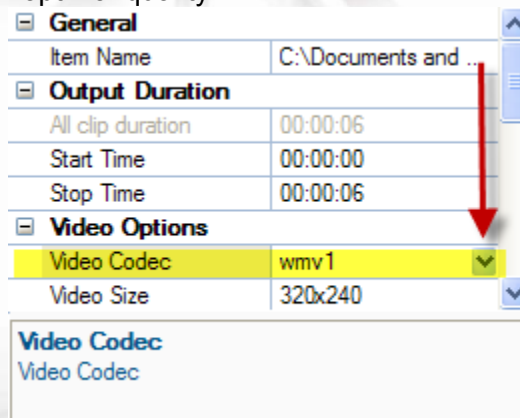 General
Item Name C:\Documents and ...
Output Duration
All clip duration 00:00:06
Start Time 00:00:00
Stop Time 00:00:06
Video Options
Video Codec wmv1
Video Size 320x240
Video Codec
Video Codec